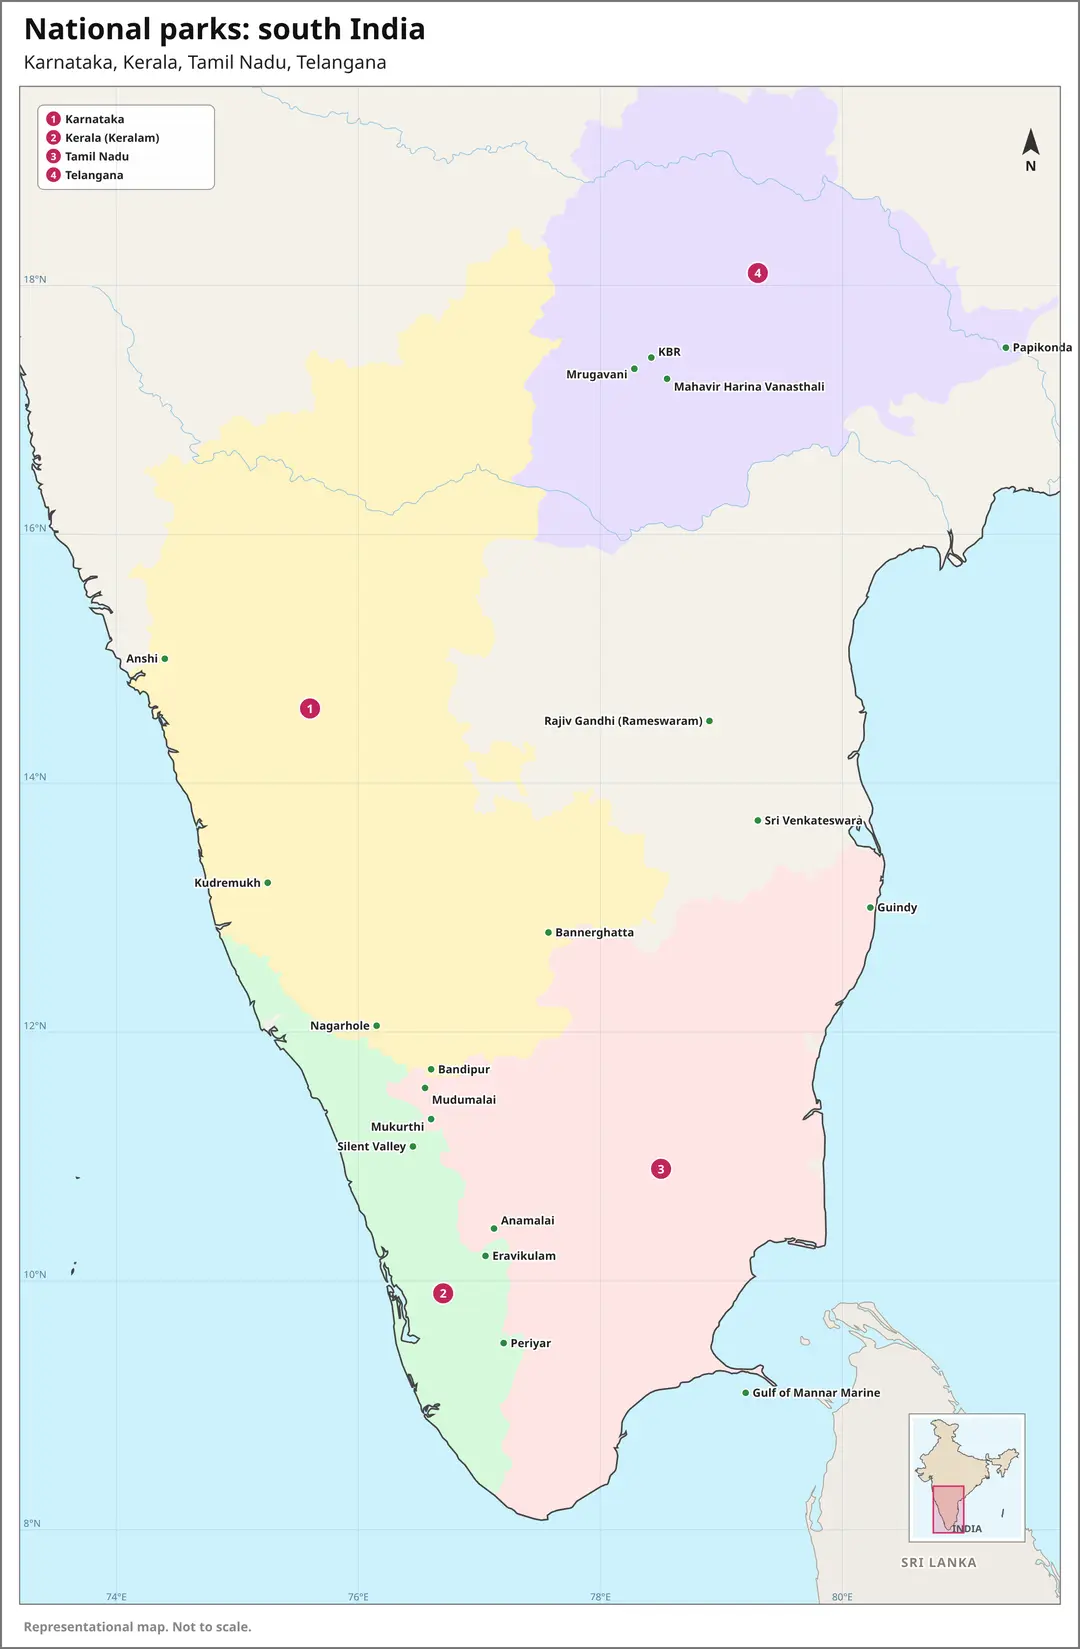 National parks: south India
Karnataka, Kerala, Tamil Nadu, Telangana
1 Karnataka
2 Kerala (Keralam)
3 Tamil Nadu
4 Telangana
N
18°N
4
KBR
Papikonda
Mrugavani
Mahavir Harina Vanasthali
16°N
Anshi
1
Rajiv Gandhi (Rameswaram)
14°N
Sri Venkateswara
Kudremukh
Guindy
Bannerghatta
12°N
Nagarhole
Bandipur
Mudumalai
Mukurthi
Silent Valley
3
Anamalai
Eravikulam
10°N
2
Periyar
Gulf of Mannar Marine
8°N
INDIA
SRI LANKA
74°E
76°E
78°E
80°E
Representational map. Not to scale.